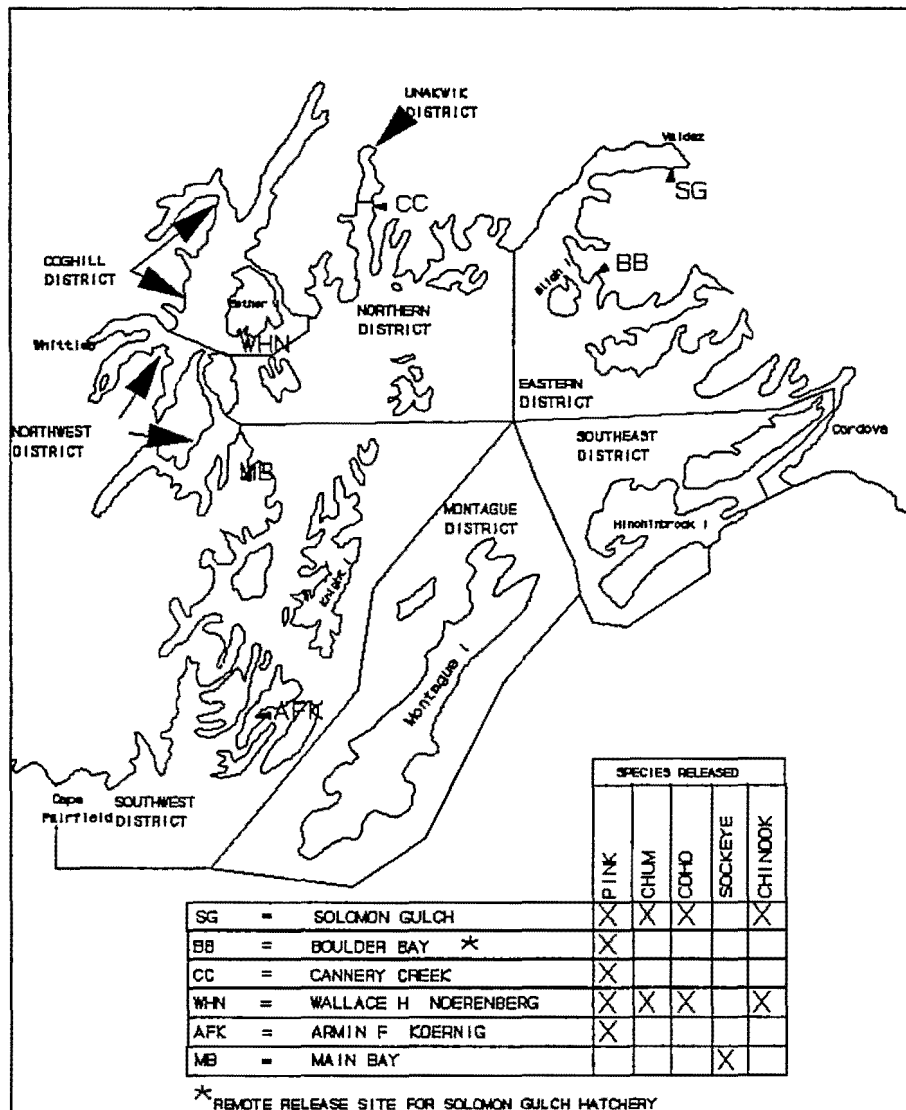 UNAKWIK
DISTRICT
Valdez
SG
CC
COGHILL
DISTRICT
BB
Bligh I
Esther I
NORTHERN
DISTRICT
Whittier
WHN
EASTERN
DISTRICT
NORTHWEST
DISTRICT
SOUTHEAST
DISTRICT
Cordova
MB
MONTAGUE
DISTRICT
Hinchinbrook I
Knight I
Montague I
AFK
Cape
Fairfield
SOUTHWEST
DISTRICT
SPECIES RELEASED
PINK CHUM COHO SOCKEYE CHINOOK
SG = SOLOMON GULCH X X X X
BB = BOULDER BAY * X
CC = CANNERY CREEK X
WHN = WALLACE H NOERENBERG X X X X
AFK = ARMIN F KOERNIG X
MB = MAIN BAY X
*REMOTE RELEASE SITE FOR SOLOMON GULCH HATCHERY